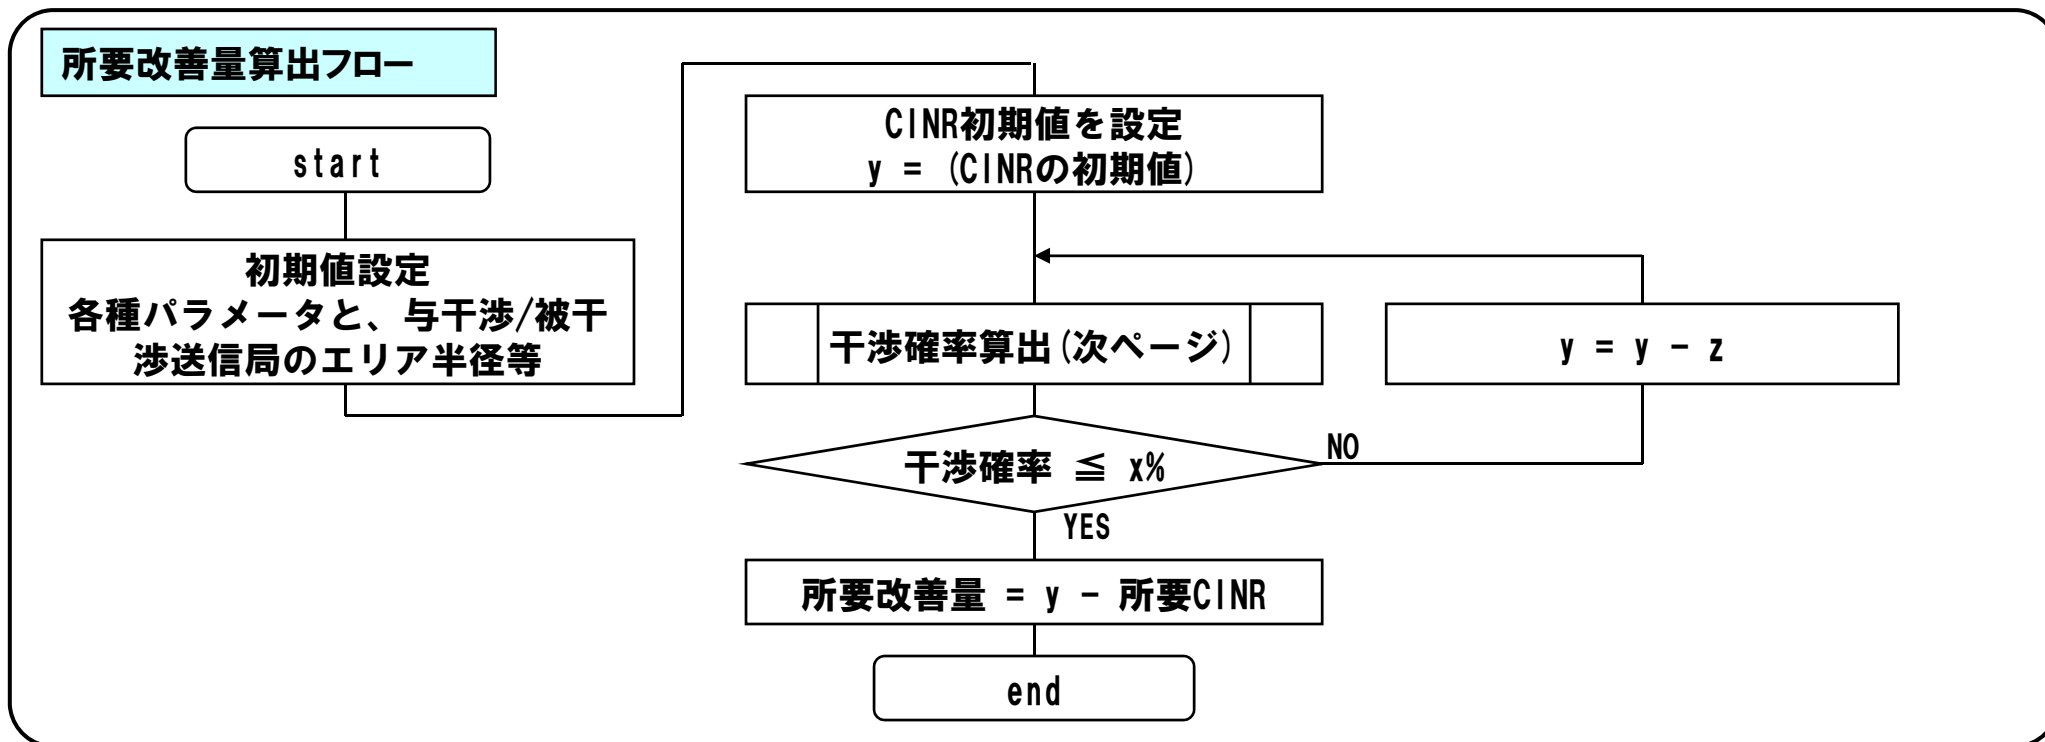 所要改善量算出フロー
start
初期値設定
各種パラメータと、与干渉/被干
渉送信局のエリア半径等
CINR初期値を設定
y = (CINRの初期値)
干渉確率算出(次ページ)
y = y - z
干渉確率 ≦ x%
NO
YES
所要改善量 = y - 所要CINR
end